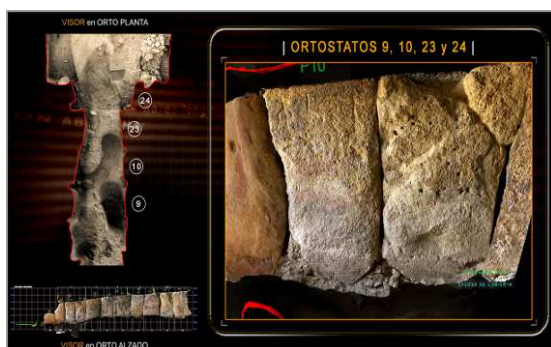 VISOR en ORTO PLANTA
| ORTOSTATOS 9, 10, 23 y 24 |
P10
24
23
10
9
VISOR en ORTO ALZADO